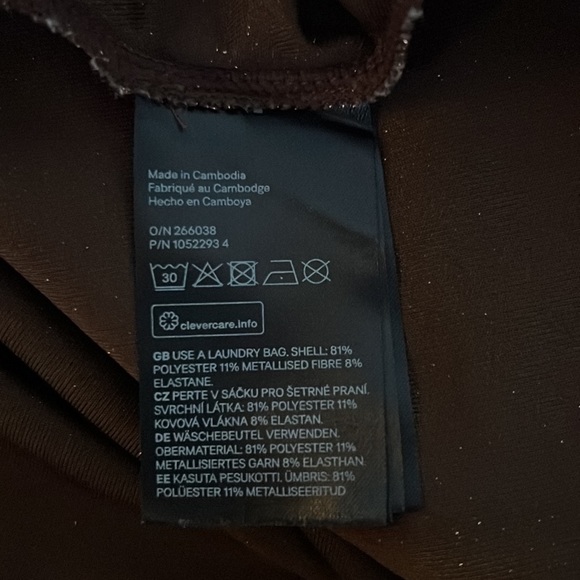 Made in Cambodia
Fabriqué au Cambodge
Hecho en Camboya
O/N 266038
P/N 1052293 4
30
clevercare.info
GB USE A LAUNDRY BAG. SHELL: 81%
POLYESTER 11% METALLISED FIBRE 8%
ELASTANE.
CZ PERTE V SÁČKU PRO ŠETRNÉ PRANÍ.
SVRCHNÍ LÁTKA: 81% POLYESTER 11%
KOVOVÁ VLÁKNA 8% ELASTAN.
DE WÄSCHEBEUTEL VERWENDEN.
OBERMATERIAL: 81% POLYESTER 11%
METALLISIERTES GARN 8% ELASTHAN.
EE KASUTA PESUKOTTI. ÜMBRIS: 81%
POLÜESTER 11% METALLISEERITUD